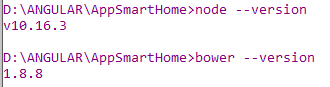 D:\ANGULAR\AppSmartHome>node --version
v10.16.3
D:\ANGULAR\AppSmartHome>bower --version
1.8.8